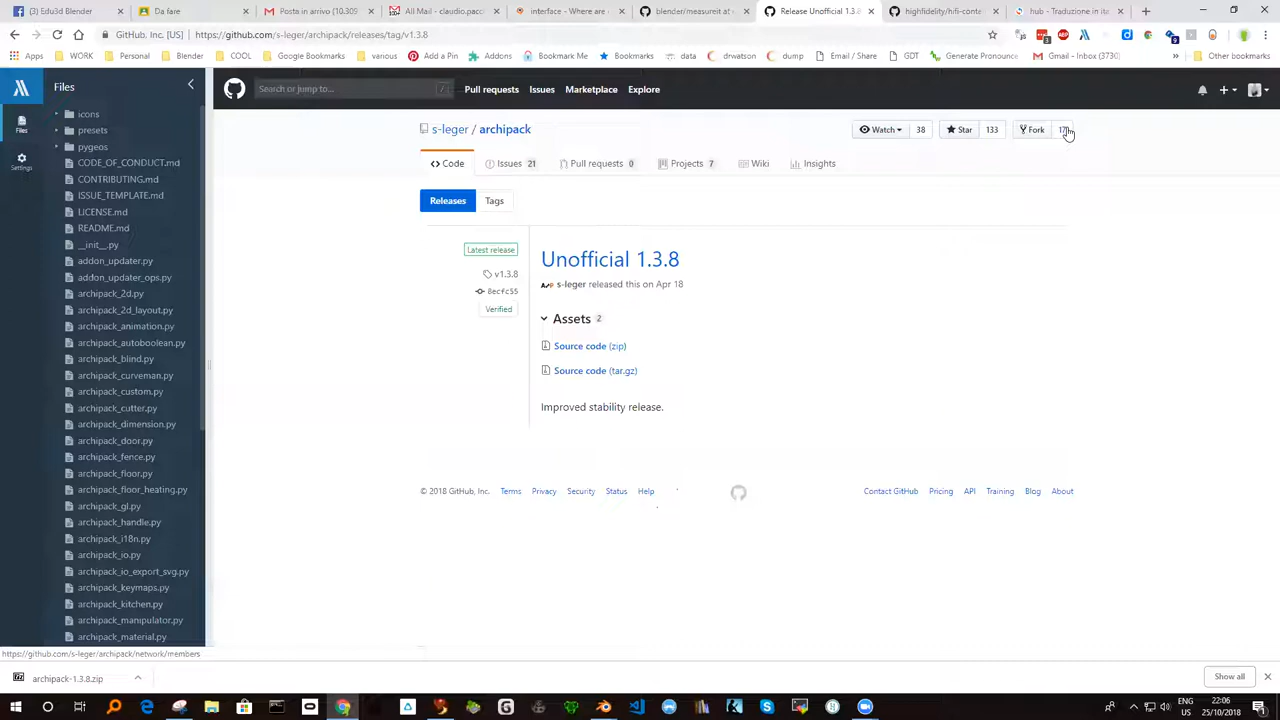 (3) Edu3d Blend
Da fare
Posta in arrivo (10.309
All Mail - claudio.pacc
interface - Where are
blender/measureit at
Release Unofficial 1.3.8
highfidelity/hifi-conte
hub - Traduzione in ita
GitHub, Inc. [US]
https://github.com/s-leger/archipack/releases/tag/v1.3.8
Apps
WORK
Personal
Blender
COOL
Google Bookmarks
various
Add a Pin
Addons
Bookmark Me
Bookmarks
data
drwatson
dump
Email / Share
GDT
Generate Pronounce
Gmail - Inbox (3730)
»
Other bookmarks
Files
icons
presets
pygeos
CODE_OF_CONDUCT.md
CONTRIBUTING.md
ISSUE_TEMPLATE.md
LICENSE.md
README.md
__init__.py
addon_updater.py
addon_updater_ops.py
archipack_2d.py
archipack_2d_layout.py
archipack_animation.py
archipack_autoboolean.py
archipack_blind.py
archipack_curveman.py
archipack_custom.py
archipack_cutter.py
archipack_dimension.py
archipack_door.py
archipack_fence.py
archipack_floor.py
archipack_floor_heating.py
archipack_gl.py
archipack_handle.py
archipack_i18n.py
archipack_io.py
archipack_io_export_svg.py
archipack_keymaps.py
archipack_kitchen.py
archipack_manipulator.py
archipack_material.py
Files
Settings
Search or jump to...
Pull requests
Issues
Marketplace
Explore
s-leger / archipack
Watch 38
Star 133
Fork
Code
Issues 21
Pull requests 0
Projects 7
Wiki
Insights
Releases
Tags
Latest release
v1.3.8
8ecfc55
Verified
Unofficial 1.3.8
s-leger released this on Apr 18
Assets 2
Source code (zip)
Source code (tar.gz)
Improved stability release.
© 2018 GitHub, Inc.
Terms
Privacy
Security
Status
Help
Contact GitHub
Pricing
API
Training
Blog
About
https://github.com/s-leger/archipack/network/members
archipack-1.3.8.zip
Show all
ENG
US
22:06
25/10/2018